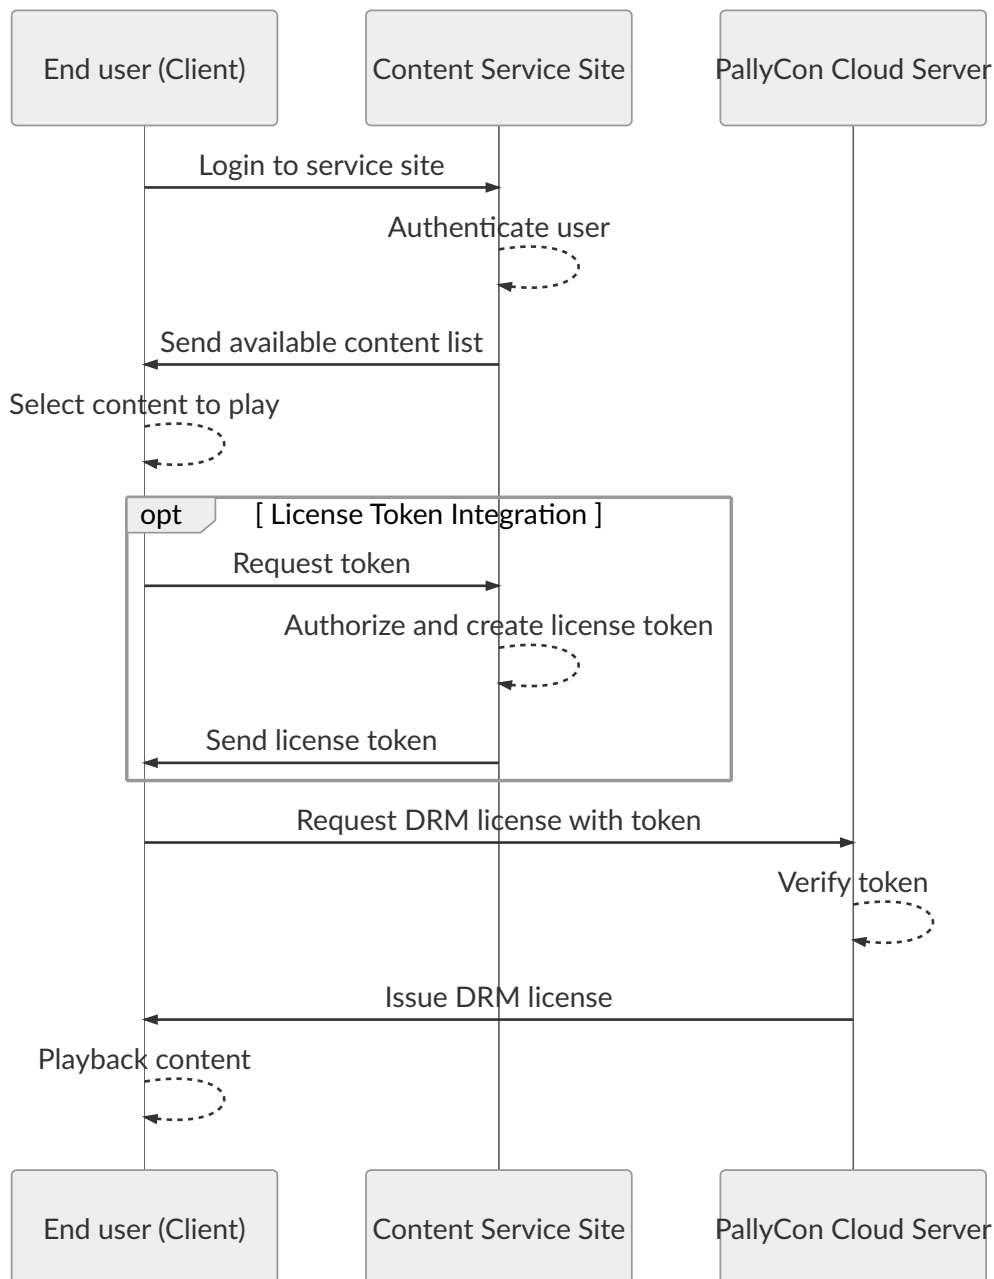 End user (Client)
Content Service Site
PallyCon Cloud Server
Login to service site
Authenticate user
Send available content list
Select content to play
opt
[ License Token Integration ]
Request token
Authorize and create license token
Send license token
Request DRM license with token
Verify token
Issue DRM license
Playback content
End user (Client)
Content Service Site
PallyCon Cloud Server